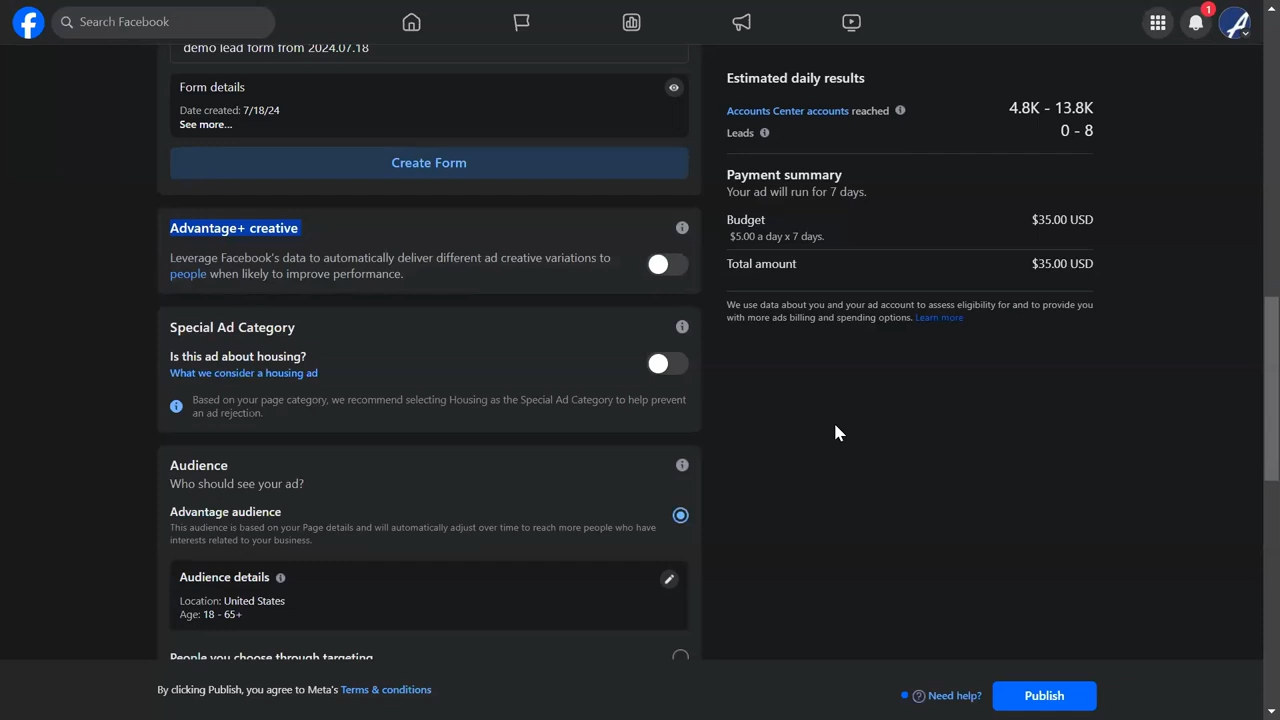 Search Facebook
1
demo lead form from 2024.07.18
Form details
Date created: 7/18/24
See more...
Create Form
Advantage+ creative
Leverage Facebook's data to automatically deliver different ad creative variations to
people when likely to improve performance.
Special Ad Category
Is this ad about housing?
What we consider a housing ad
Based on your page category, we recommend selecting Housing as the Special Ad Category to help prevent
an ad rejection.
Audience
Who should see your ad?
Advantage audience
This audience is based on your Page details and will automatically adjust over time to reach more people who have
interests related to your business.
Audience details
Location: United States
Age: 18 - 65+
People you choose through targeting
Estimated daily results
Accounts Center accounts reached 4.8K - 13.8K
Leads 0 - 8
Payment summary
Your ad will run for 7 days.
Budget $35.00 USD
$5.00 a day x 7 days.
Total amount $35.00 USD
We use data about you and your ad account to assess eligibility for and to provide you
with more ads billing and spending options. Learn more
By clicking Publish, you agree to Meta's Terms & conditions
Need help?
Publish